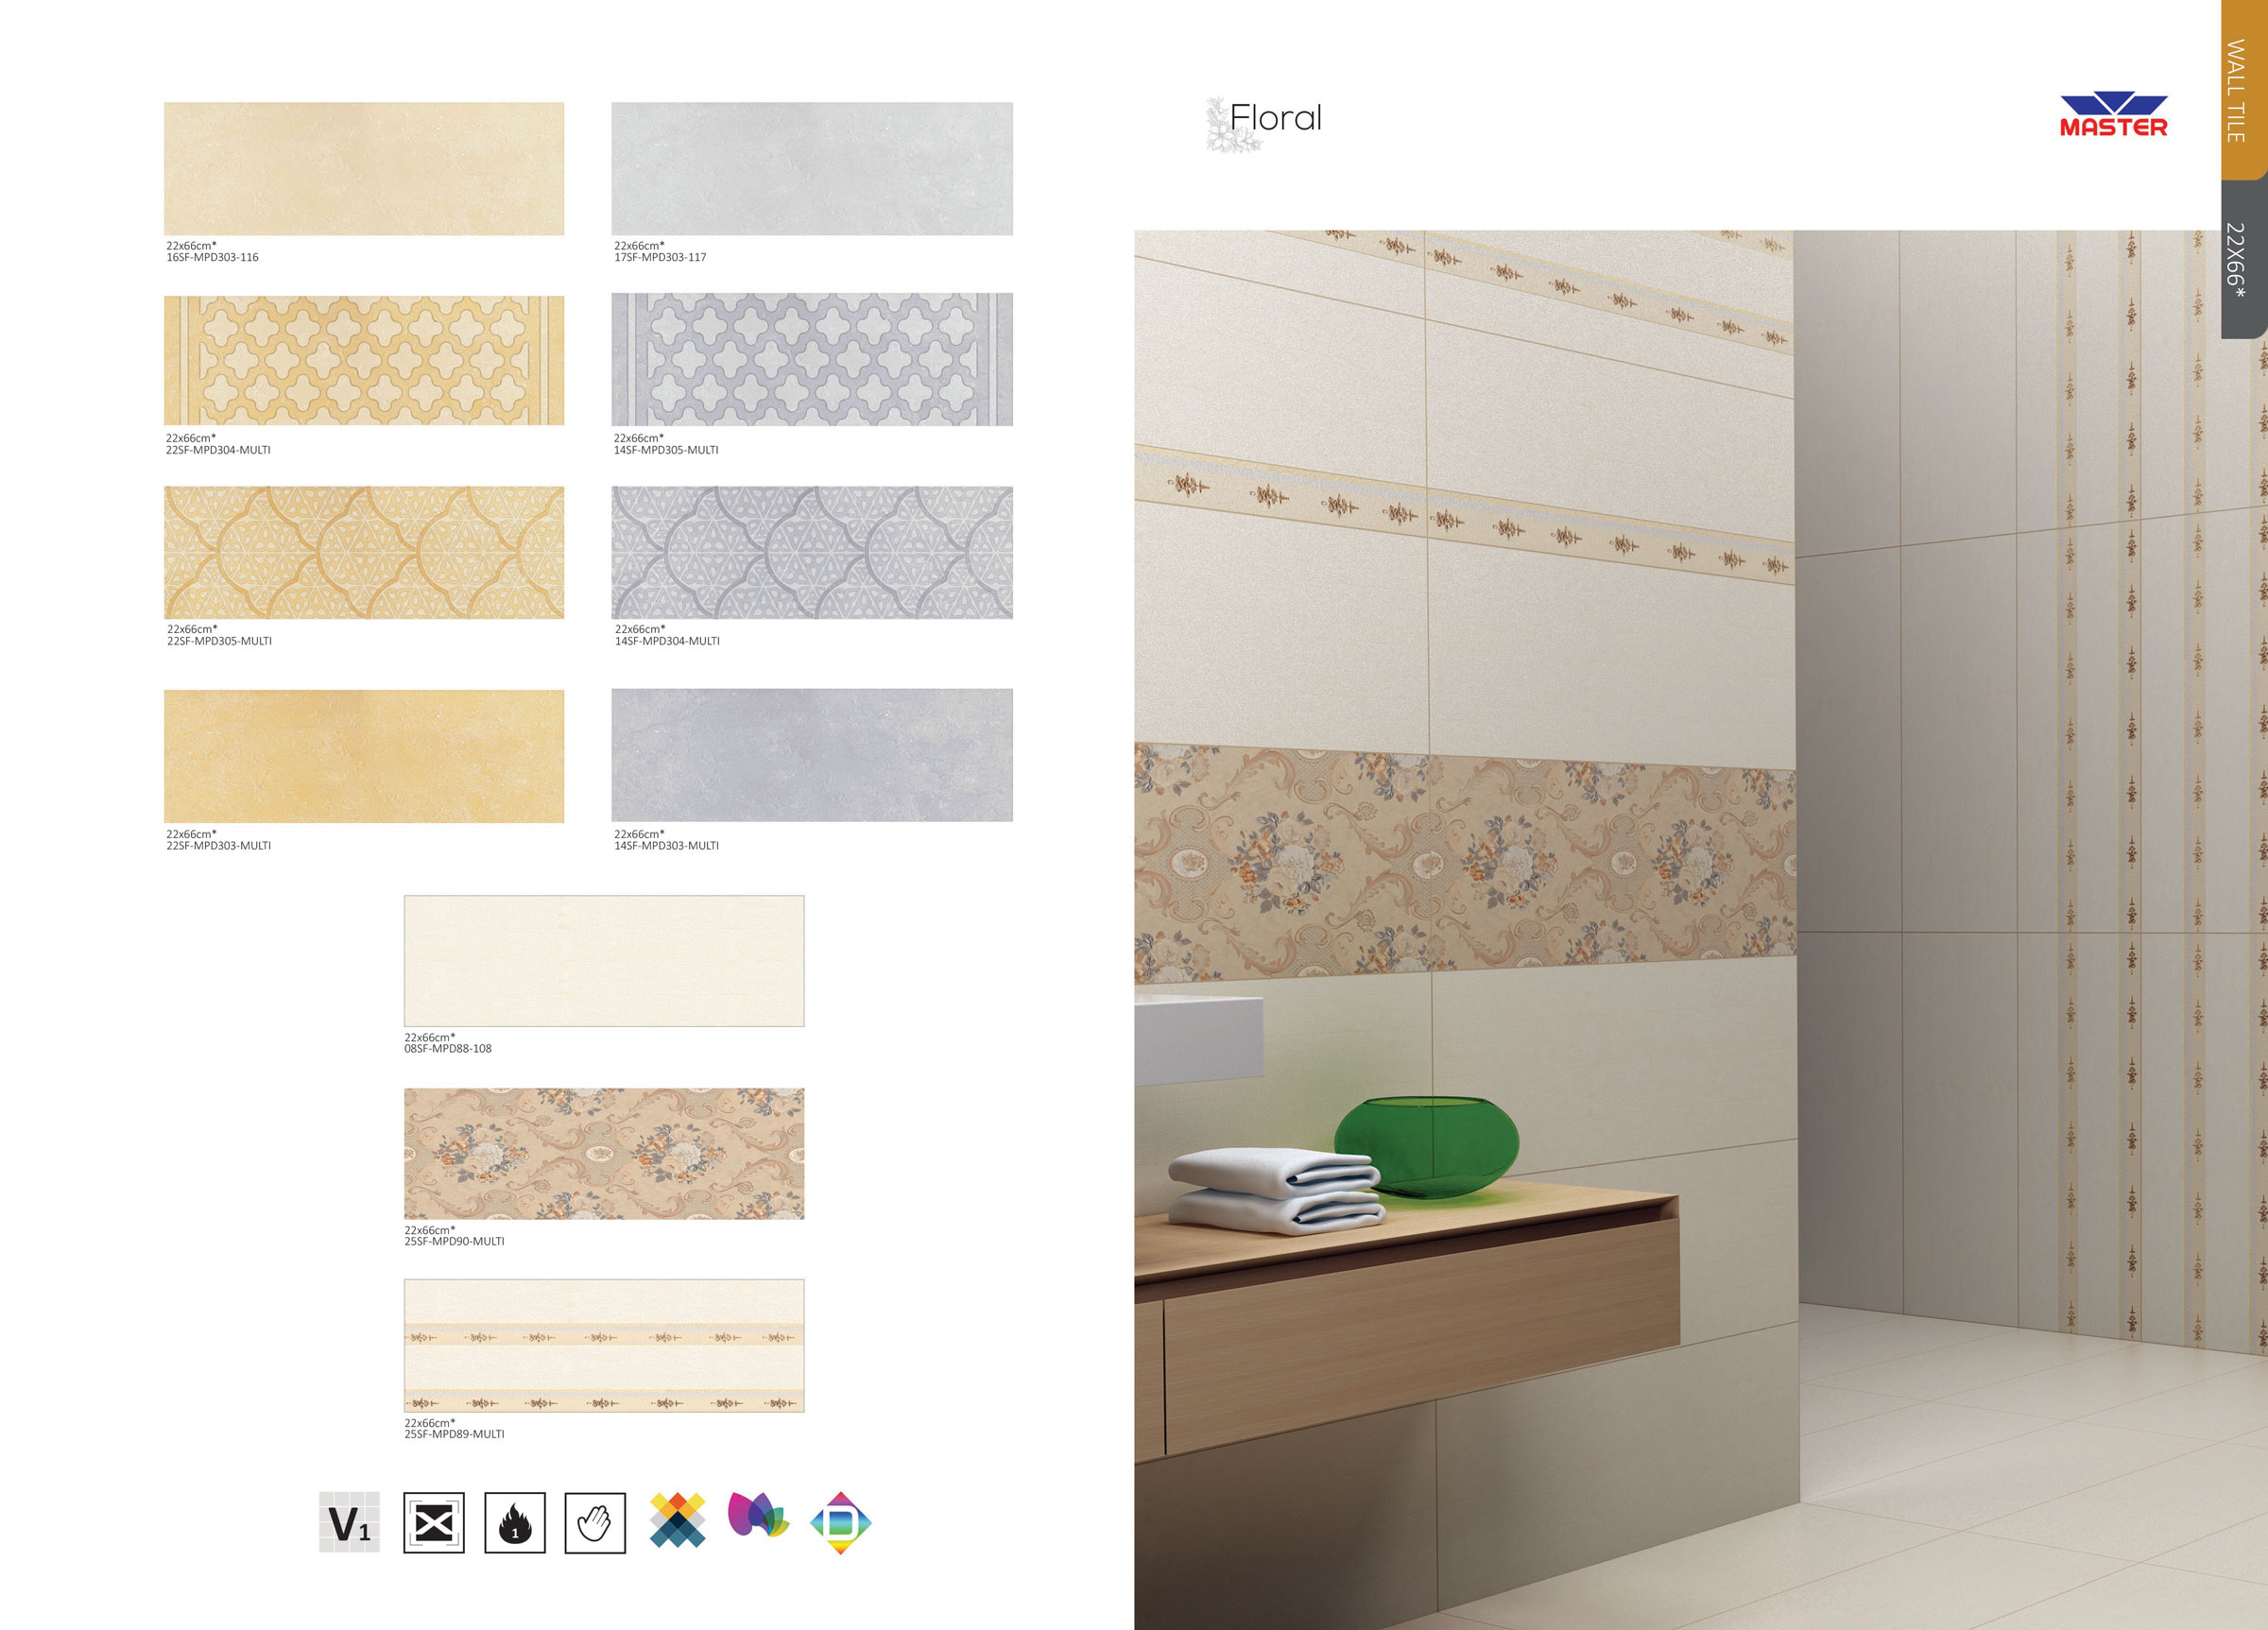 22x66cm*
16SF-MPD303-116
22x66cm*
17SF-MPD303-117
22x66cm*
22SF-MPD304-MULTI
22x66cm*
14SF-MPD305-MULTI
22x66cm*
22SF-MPD305-MULTI
22x66cm*
14SF-MPD304-MULTI
22x66cm*
22SF-MPD303-MULTI
22x66cm*
14SF-MPD303-MULTI
22x66cm*
08SF-MPD88-108
22x66cm*
25SF-MPD90-MULTI
22x66cm*
25SF-MPD89-MULTI
V1
1
D
Floral
MASTER
WALL TILE
22X66*